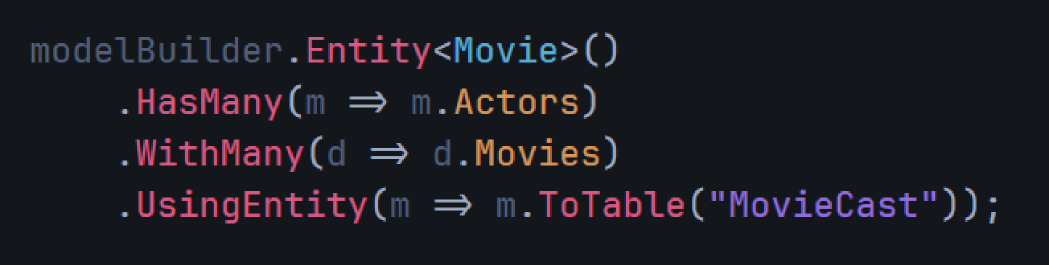 modelBuilder.Entity<Movie>()
.HasMany(m => m.Actors)
.WithMany(d => d.Movies)
.UsingEntity(m => m.ToTable("MovieCast"));